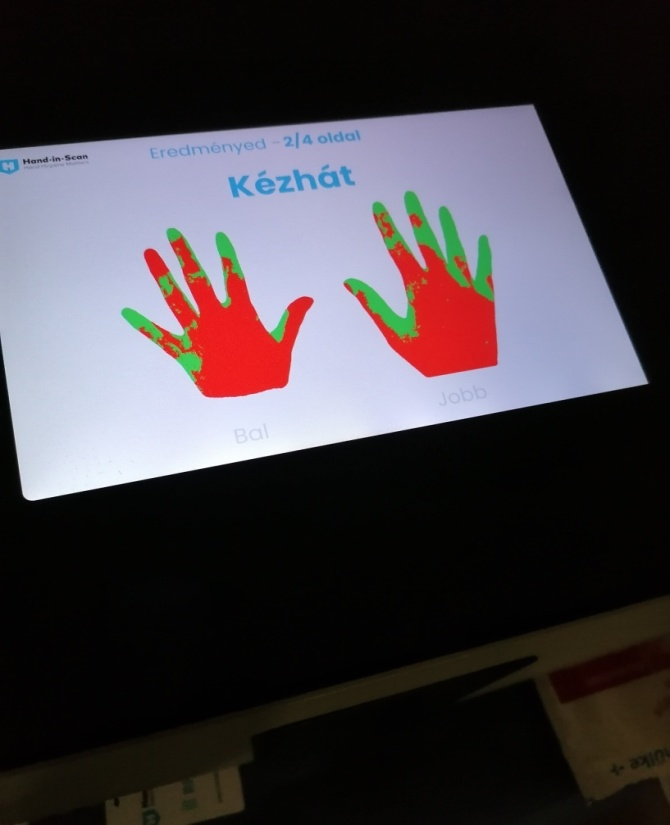 Hand-in-Scan
Eredményed - 2/4 oldal
Kézhát
Bal
Jobb